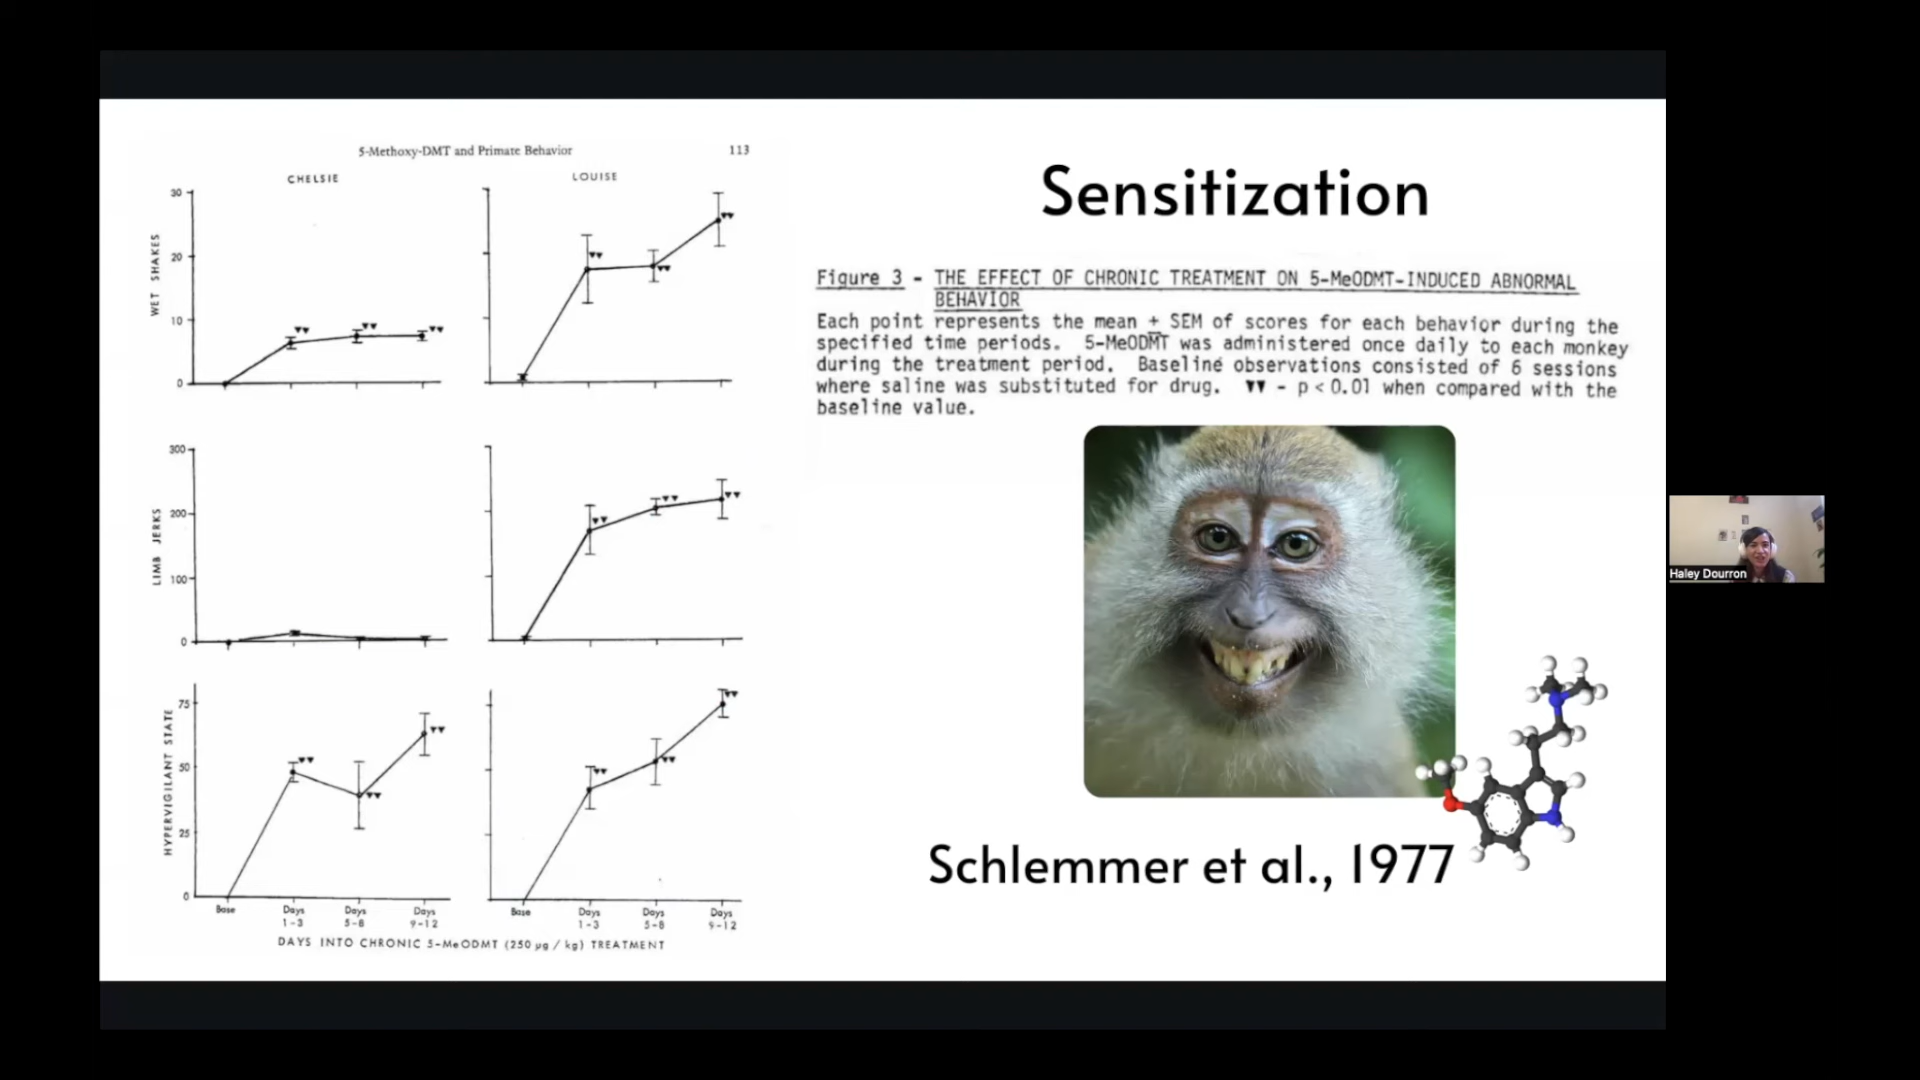 5-Methoxy-DMT and Primate Behavior 113
CHELSIE
LOUISE
WET SHAKES
30
20
10
0
LIMB JERKS
300
200
100
0
HYPERVIGILANT STATE
75
50
25
0
Base
Days
1-3
Days
5-8
Days
9-12
Base
Days
1-3
Days
5-8
Days
9-12
DAYS INTO CHRONIC 5-MeODMT (250 µg / kg) TREATMENT
Sensitization
Figure 3 - THE EFFECT OF CHRONIC TREATMENT ON 5-MeODMT-INDUCED ABNORMAL
BEHAVIOR
Each point represents the mean ± SEM of scores for each behavior during the
specified time periods. 5-MeODMT was administered once daily to each monkey
during the treatment period. Baseline observations consisted of 6 sessions
where saline was substituted for drug. ▼▼ - p < 0.01 when compared with the
baseline value.
Schlemmer et al., 1977
Haley Dourron